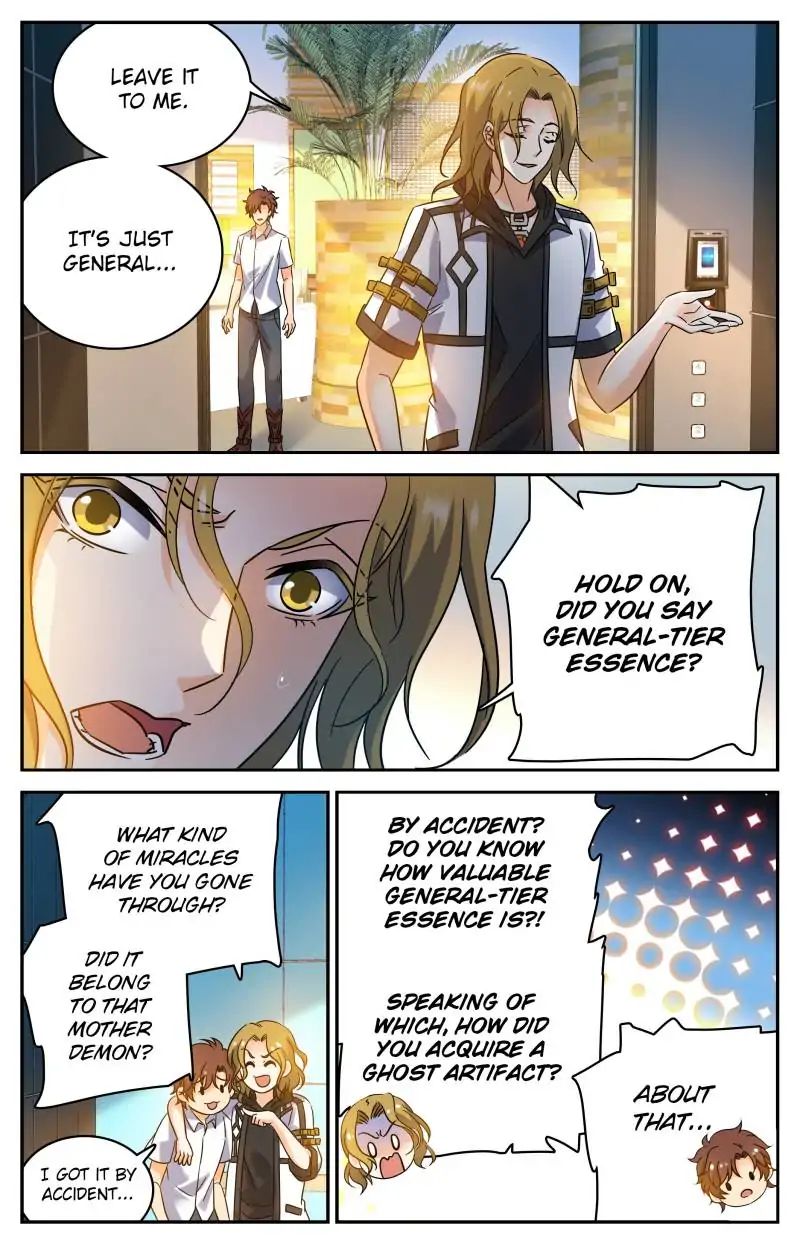 LEAVE IT
TO ME.
IT'S JUST
GENERAL...
HOLD ON,
DID YOU SAY
GENERAL-TIER
ESSENCE?
WHAT KIND
OF MIRACLES
HAVE YOU GONE
THROUGH?
DID IT
BELONG
TO THAT
MOTHER
DEMON?
I GOT IT BY
ACCIDENT...
BY ACCIDENT?
DO YOU KNOW
HOW VALUABLE
GENERAL-TIER
ESSENCE IS?!
SPEAKING OF
WHICH, HOW DID
YOU ACQUIRE A
GHOST ARTIFACT?
ABOUT
THAT...